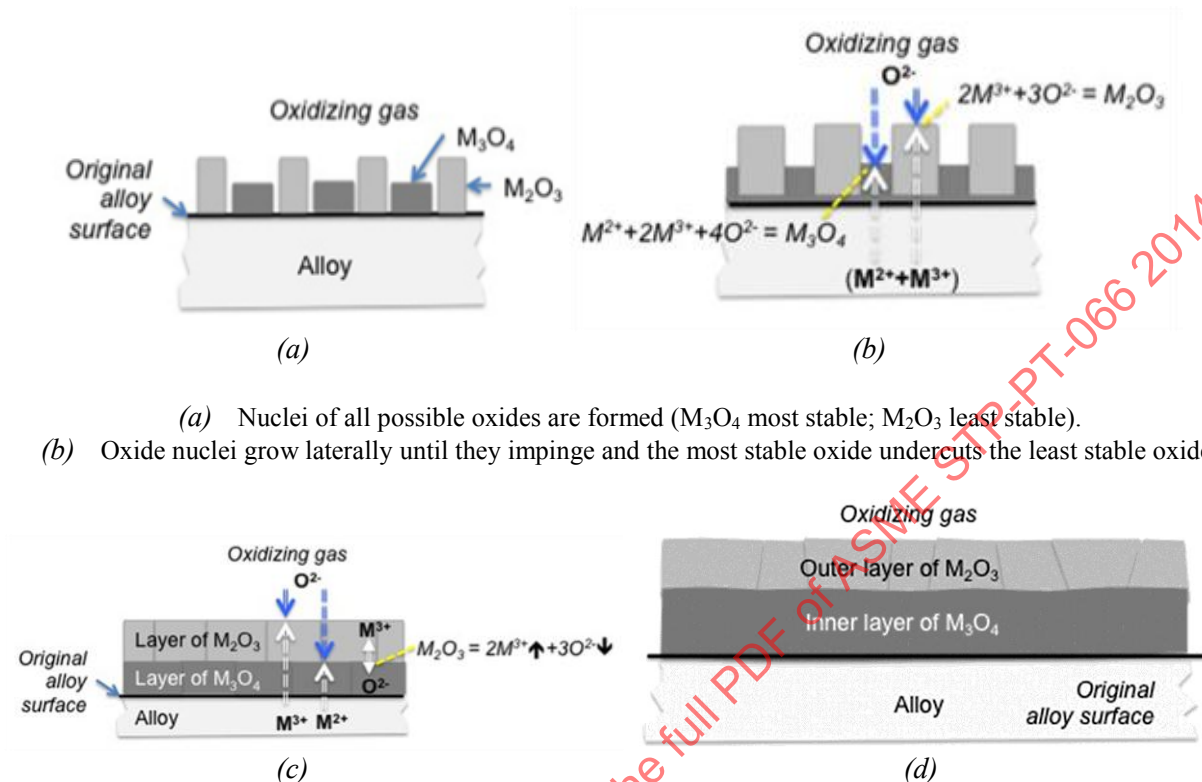 Oxidizing gas
M₃O₄
Original
alloy
surface
M₂O₃
Alloy
(a)
Oxidizing gas
O²⁻
2M³⁺+3O²⁻ = M₂O₃
M²⁺+2M³⁺+4O²⁻ = M₃O₄
(M²⁺+M³⁺)
(b)
(a) Nuclei of all possible oxides are formed (M₃O₄ most stable; M₂O₃ least stable).
(b) Oxide nuclei grow laterally until they impinge and the most stable oxide undercuts the least stable oxide
Oxidizing gas
O²⁻
Layer of M₂O₃
M³⁺
M₂O₃ = 2M³⁺🡅+3O²⁻🡇
Original
alloy
surface
Layer of M₃O₄
O²⁻
Alloy
M³⁺ M²⁺
(c)
Oxidizing gas
Outer layer of M₂O₃
Inner layer of M₃O₄
Alloy
Original
alloy surface
(d)
he full PDF of ASME STP-PT-066 2014